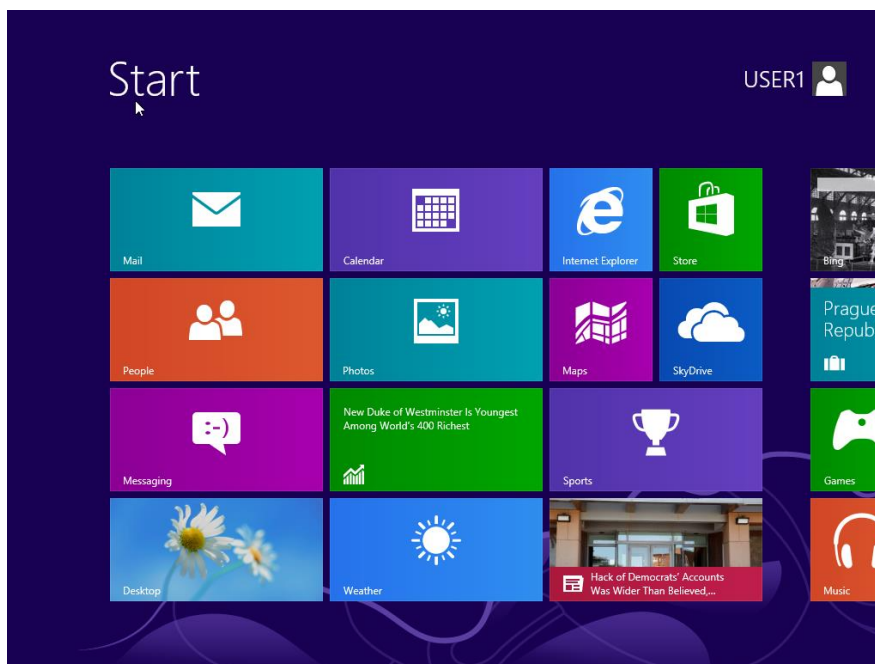 Start
USER1
Mail
Calendar
Internet Explorer
Store
Bing
People
Photos
Maps
SkyDrive
Prague
Repub
Messaging
New Duke of Westminster Is Youngest
Among World's 400 Richest
Sports
Games
Desktop
Weather
Hack of Democrats' Accounts
Was Wider Than Believed,...
Music
:-)